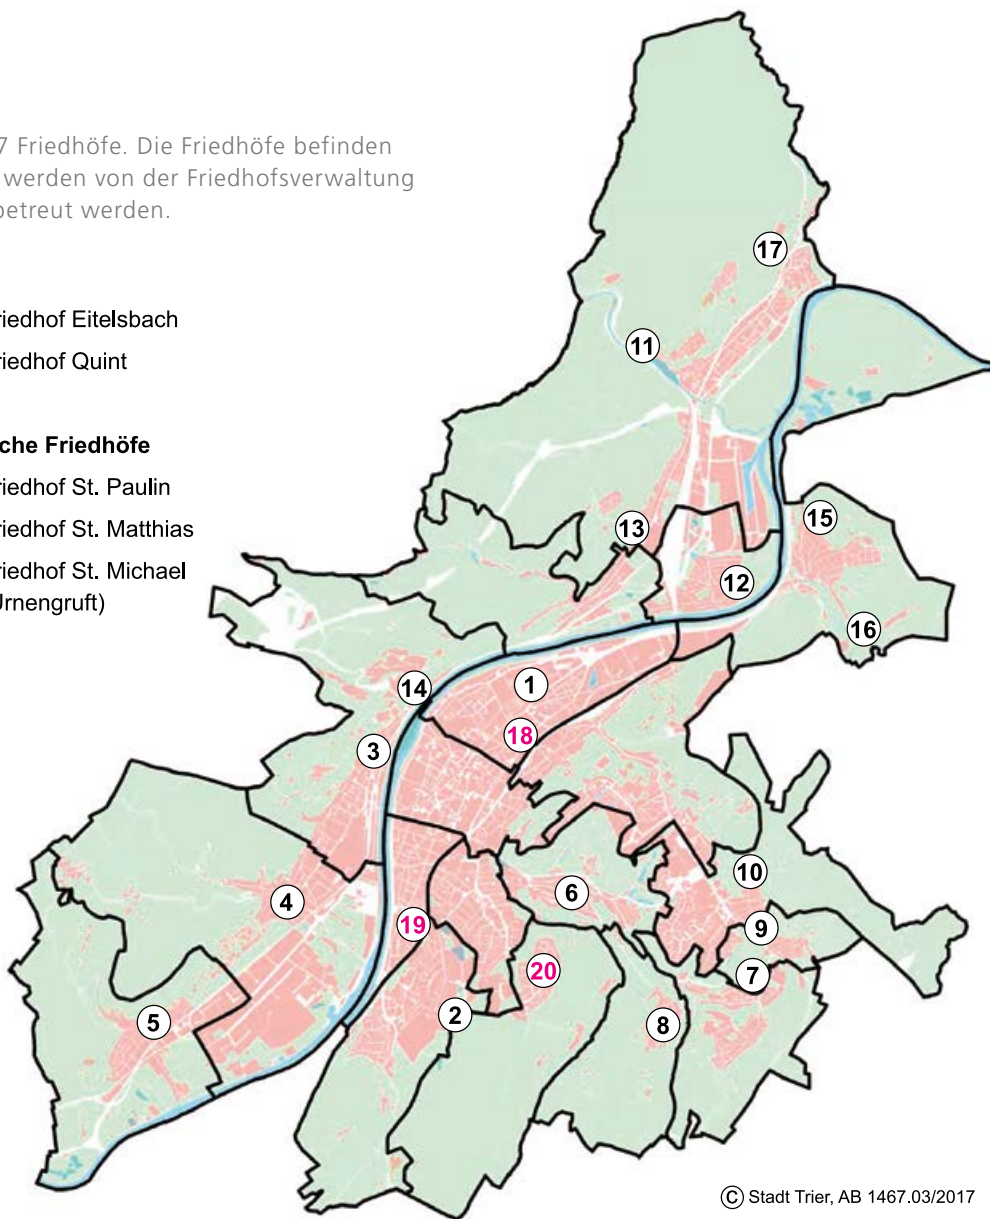 7 Friedhöfe. Die Friedhöfe befinden
werden von der Friedhofsverwaltung
betreut werden.
riedhof Eitelsbach
riedhof Quint
che Friedhöfe
riedhof St. Paulin
riedhof St. Matthias
riedhof St. Michael
Urnengruft)
17
11
13
15
12
16
14
1
18
3
10
6
4
9
19
20
7
5
2
8
© Stadt Trier, AB 1467.03/2017